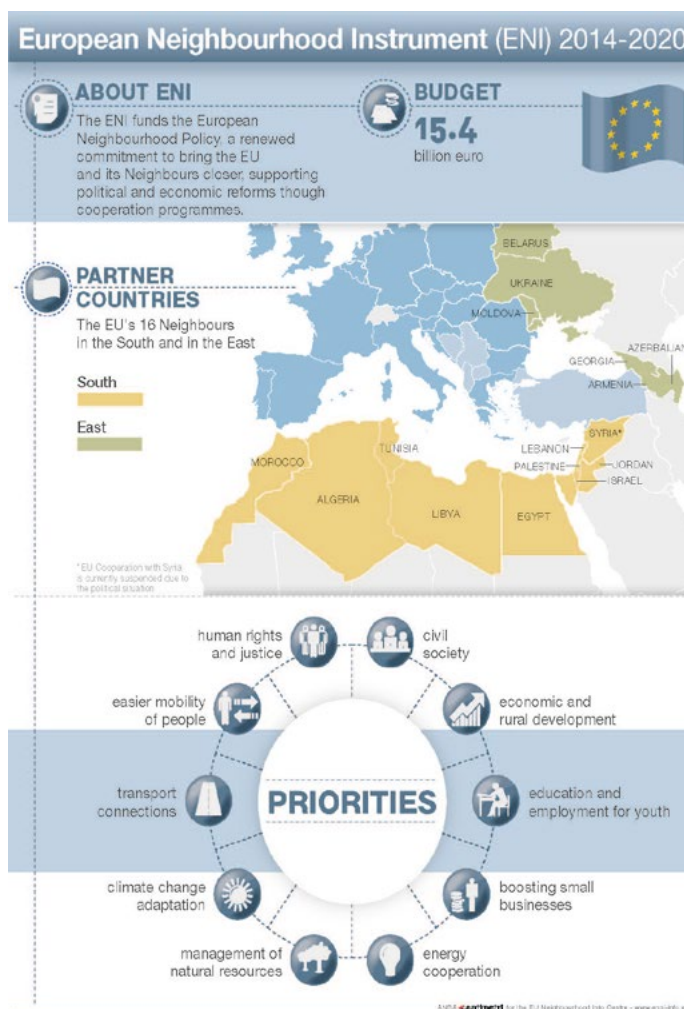 European Neighbourhood Instrument (ENI) 2014-2020
ABOUT ENI
The ENI funds the European
Neighbourhood Policy, a renewed
commitment to bring the EU
and its Neighbours closer, supporting
political and economic reforms though
cooperation programmes.
BUDGET
15.4
billion euro
PARTNER
COUNTRIES
The EU's 16 Neighbours
in the South and in the East
South
East
BELARUS
UKRAINE
MOLDOVA
AZERBAIJAN
GEORGIA
ARMENIA
SYRIA*
LEBANON
PALESTINE
JORDAN
ISRAEL
TUNISIA
MOROCCO
ALGERIA
LIBYA
EGYPT
* EU Cooperation with Syria
is currently suspended due to
the political situation
human rights
and justice
civil
society
easier mobility
of people
economic and
rural development
transport
connections
PRIORITIES
education and
employment for youth
climate change
adaptation
boosting small
businesses
management of
natural resources
energy
cooperation
for the EU Neighbourhood Info Centre